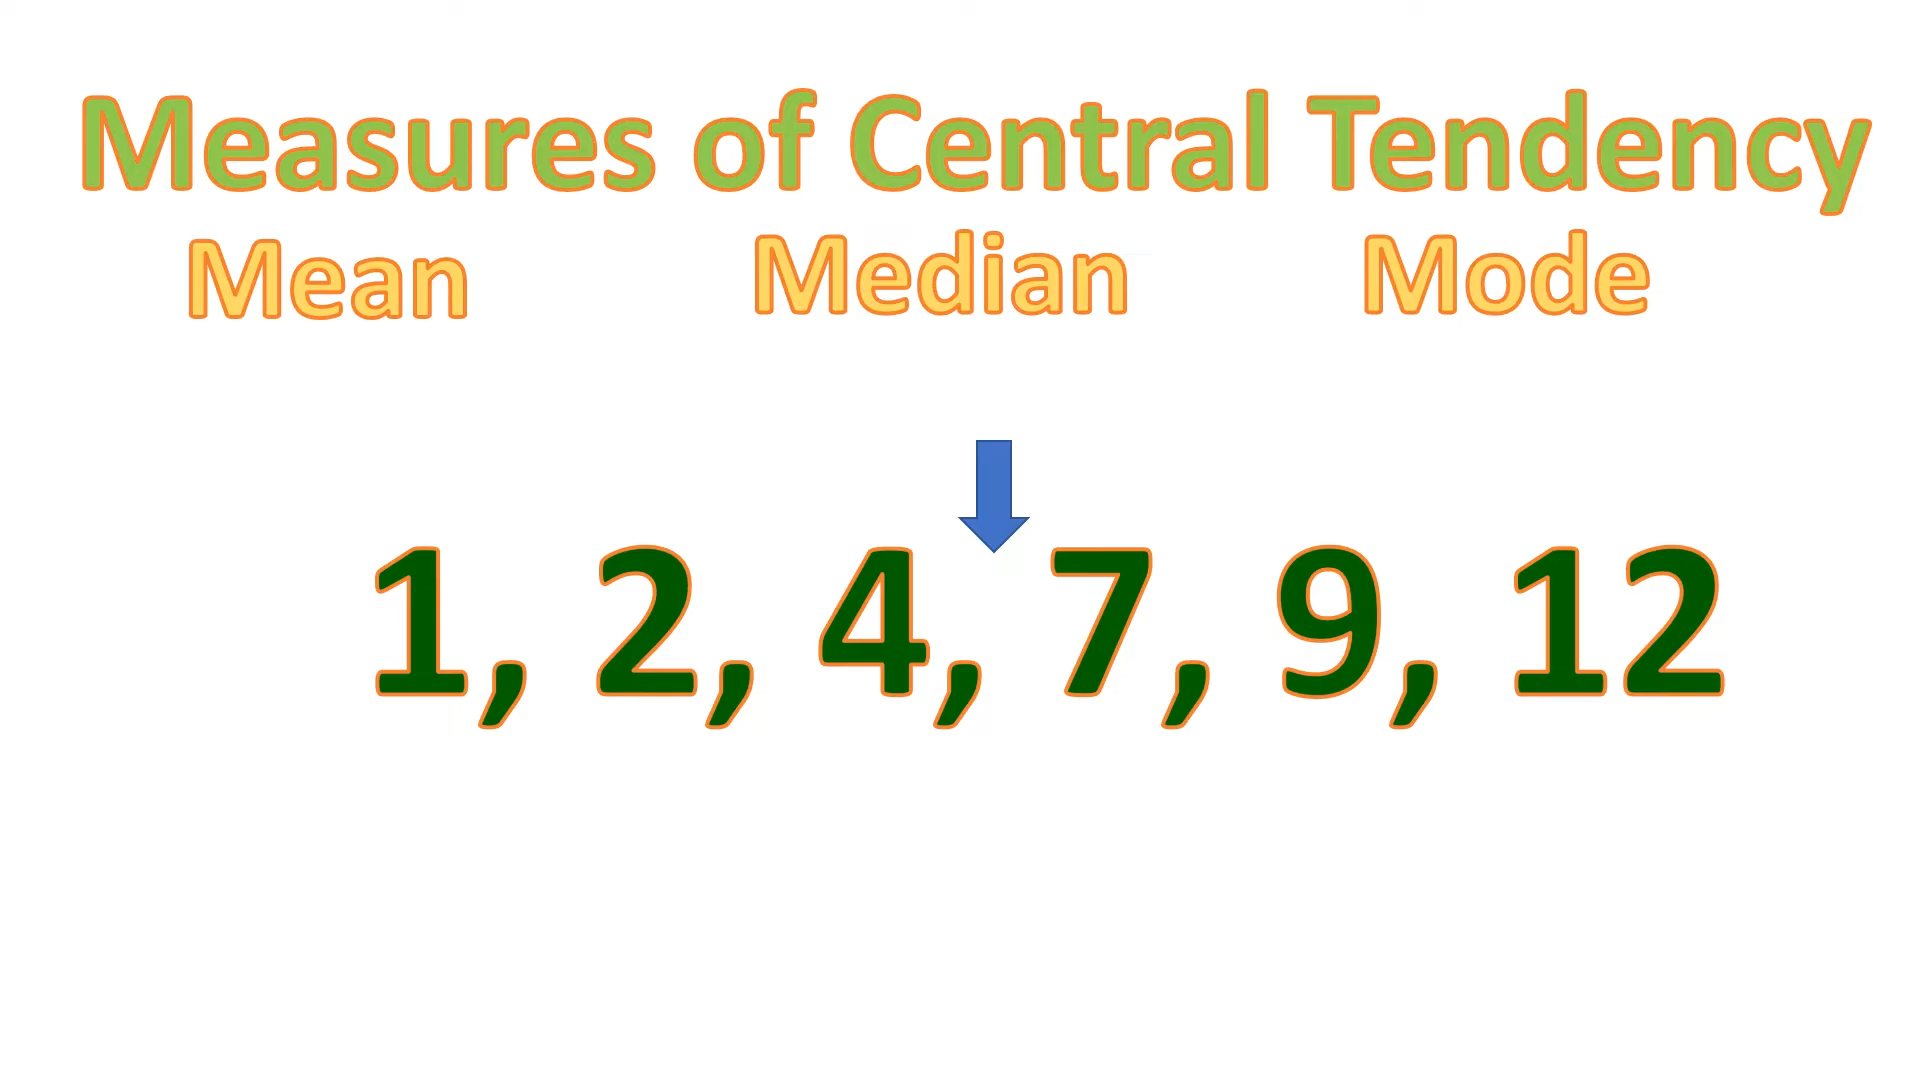 Measures of Central Tendency
Mean Median Mode
1, 2, 4, 7, 9, 12